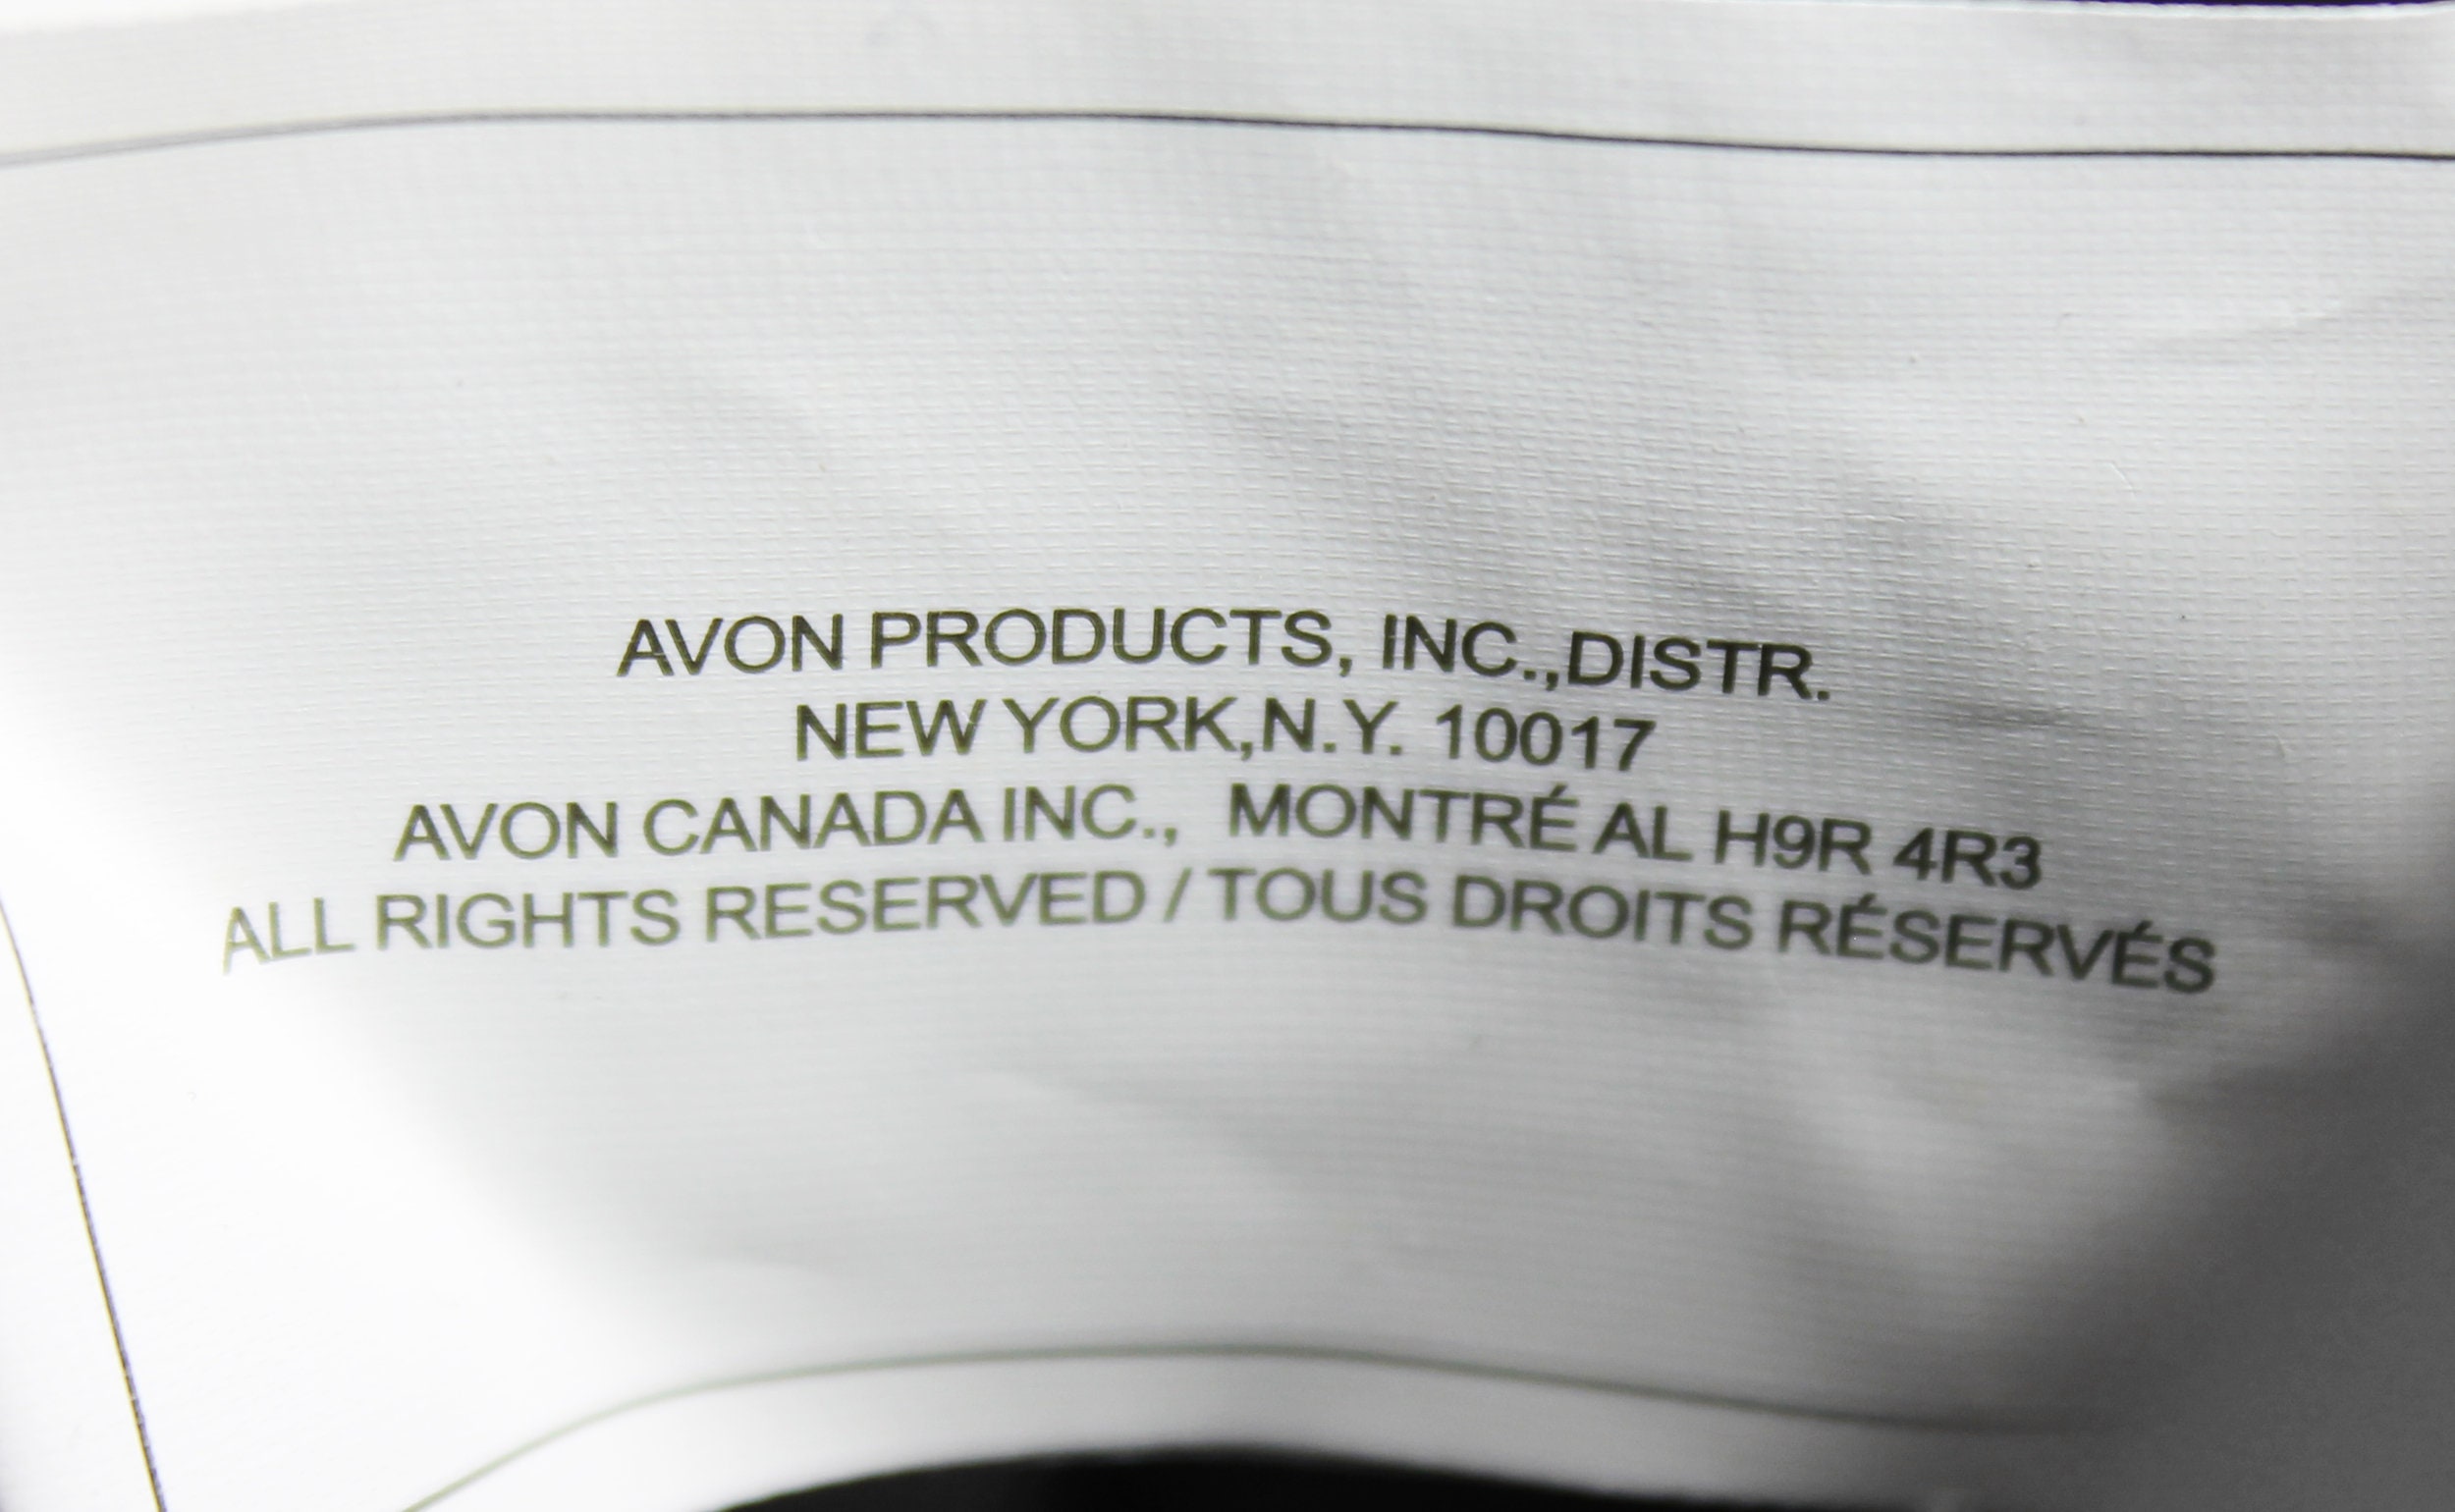 AVON PRODUCTS, INC.,DISTR.
NEW YORK,N.Y. 10017
AVON CANADA INC., MONTRÉ AL H9R 4R3
ALL RIGHTS RESERVED / TOUS DROITS RÉSERVÉS